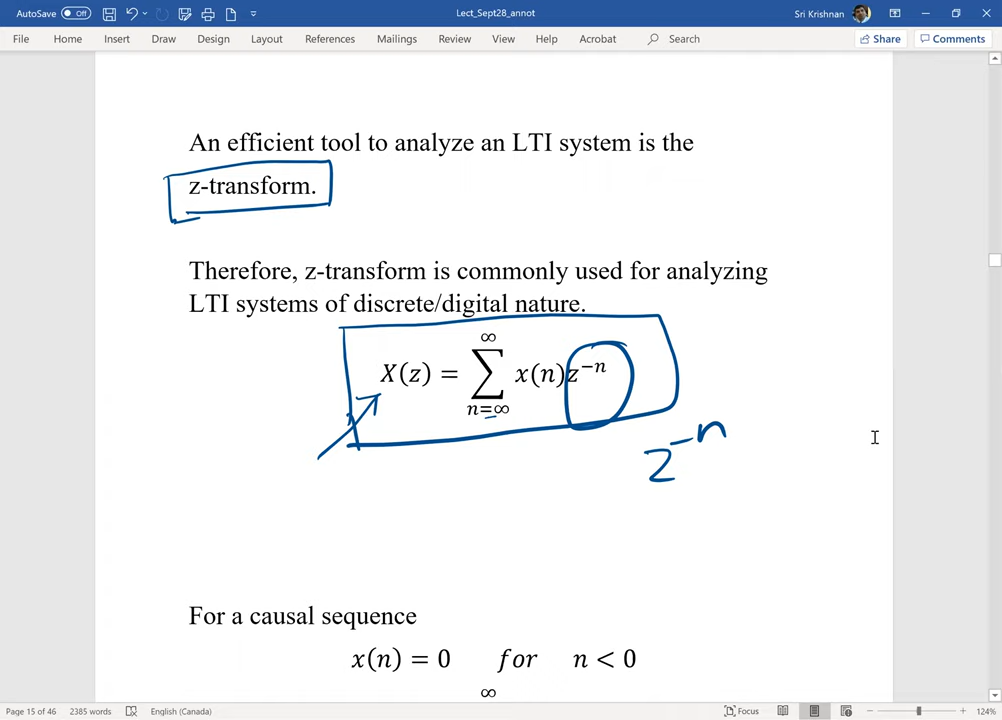 AutoSave Off Lect_Sept28_annot Sri Krishnan
File Home Insert Draw Design Layout References Mailings Review View Help Acrobat Search Share Comments
An efficient tool to analyze an LTI system is the
z-transform.
Therefore, z-transform is commonly used for analyzing
LTI systems of discrete/digital nature.
∞
X(z) = ∑ x(n)z⁻ⁿ
n=∞
z⁻ⁿ
For a causal sequence
x(n) = 0 for n < 0
∞
Page 15 of 46 2385 words English (Canada) Focus 124%